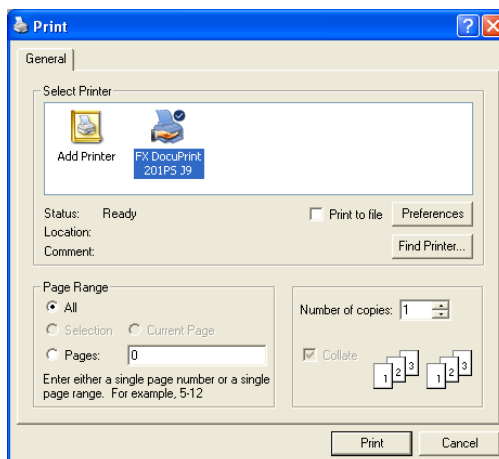 Print
General
Select Printer
Add Printer
FX DocuPrint
201PS J9
Status: Ready
Location:
Comment:
Print to file
Preferences
Find Printer...
Page Range
All
Selection Current Page
Pages: 0
Enter either a single page number or a single
page range. For example, 5-12
Number of copies: 1
Collate
1 2 3 1 2 3
Print Cancel